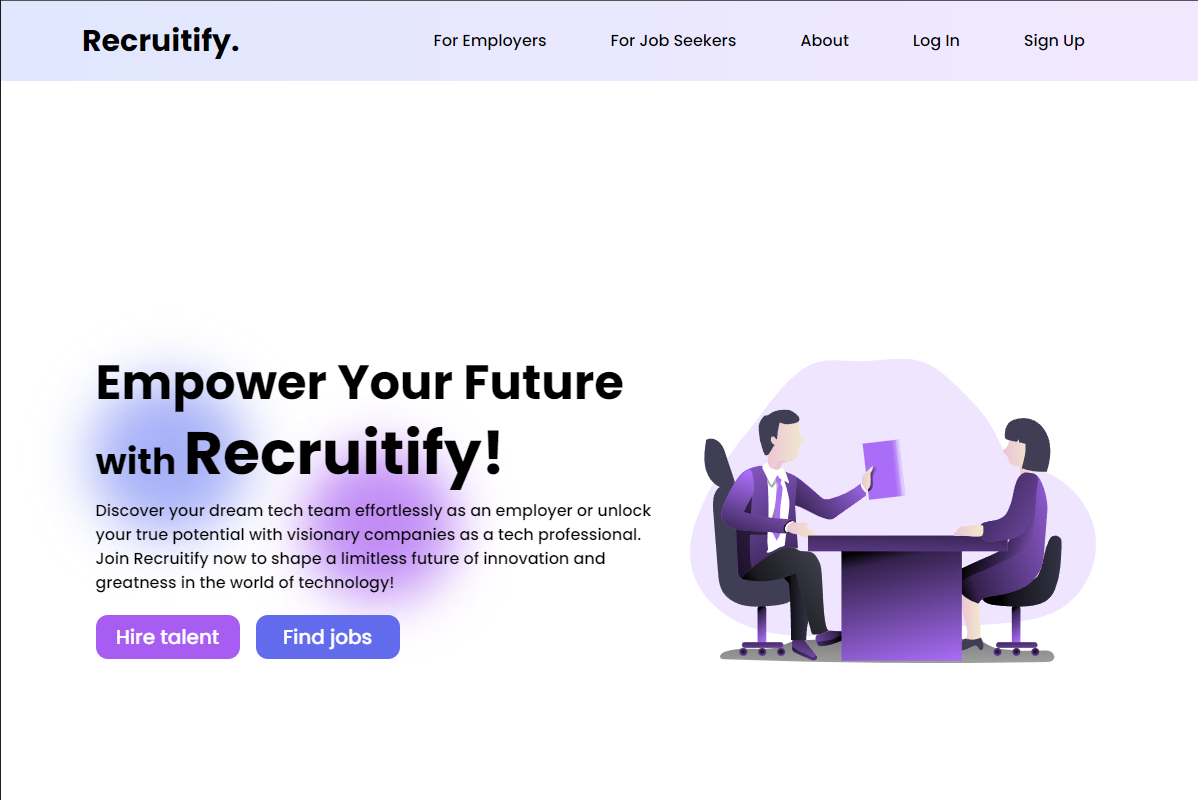 Recruitify.
For Employers
For Job Seekers
About
Log In
Sign Up
Empower Your Future
with Recruitify!
Discover your dream tech team effortlessly as an employer or unlock
your true potential with visionary companies as a tech professional.
Join Recruitify now to shape a limitless future of innovation and
greatness in the world of technology!
Hire talent
Find jobs